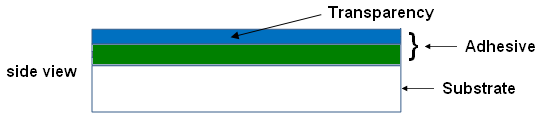 Transparency
Adhesive
side view
Substrate